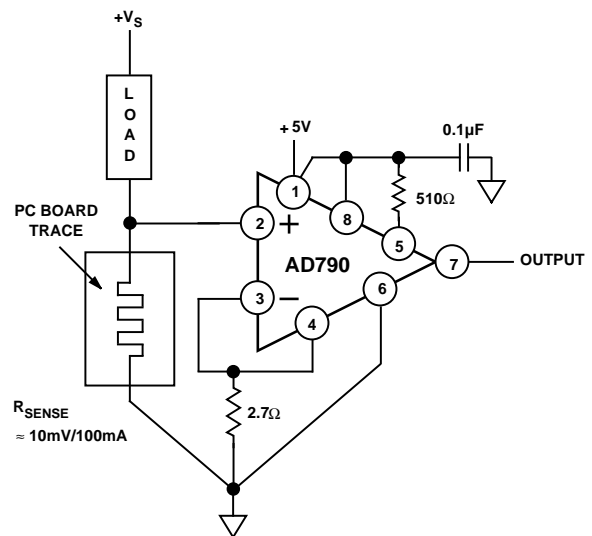 +VS
LOAD
PC BOARD
TRACE
RSENSE
≈ 10mV/100mA
+ 5V
0.1µF
510Ω
1
8
5
2
+
AD790
7
OUTPUT
3
–
4
6
2.7Ω